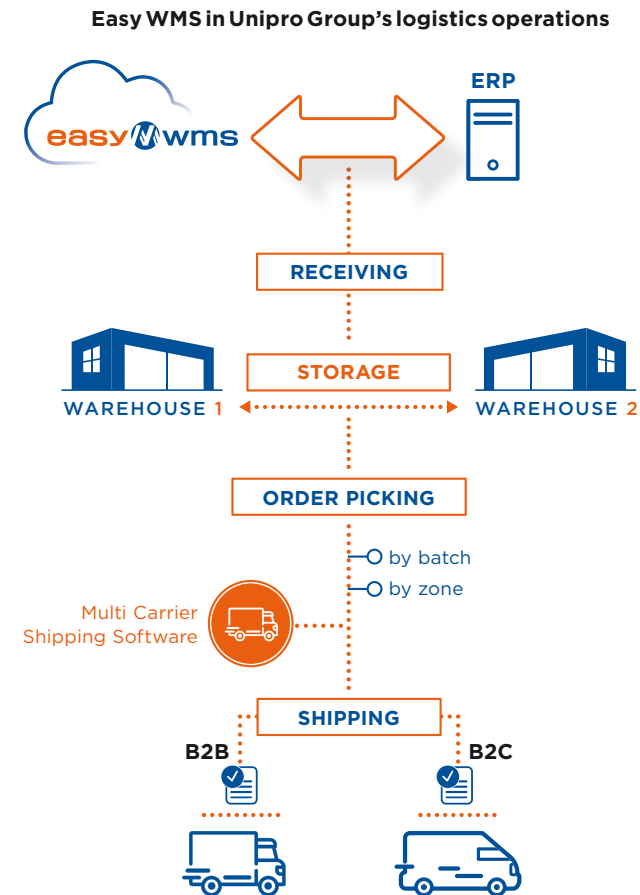 Easy WMS in Unipro Group's logistics operations
easy wms
ERP
RECEIVING
STORAGE
WAREHOUSE 1
WAREHOUSE 2
ORDER PICKING
by batch
by zone
Multi Carrier
Shipping Software
SHIPPING
B2B
B2C